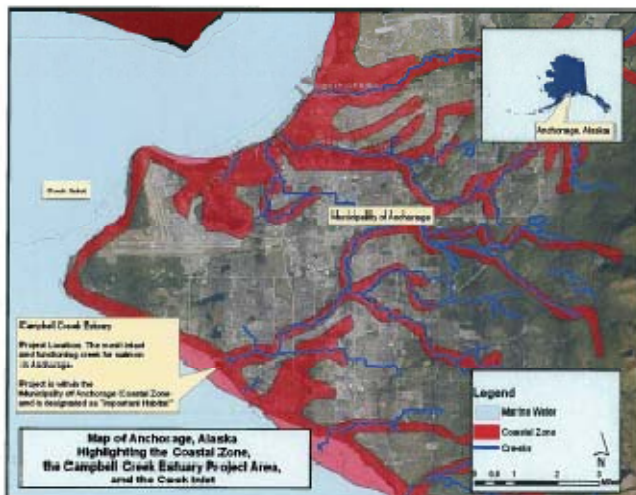 Anchorage, Alaska
Cook Inlet
Municipality of Anchorage
Campbell Creek Estuary
Project Location: The most intact
and functioning creek for salmon
in Anchorage.
Project is within the
Municipality of Anchorage Coastal Zone
and is designated as "Important Habitat"
Map of Anchorage, Alaska
Highlighting the Coastal Zone,
the Campbell Creek Estuary Project Area,
and the Cook Inlet
Legend
Marine Water
Coastal Zone
Creeks
N